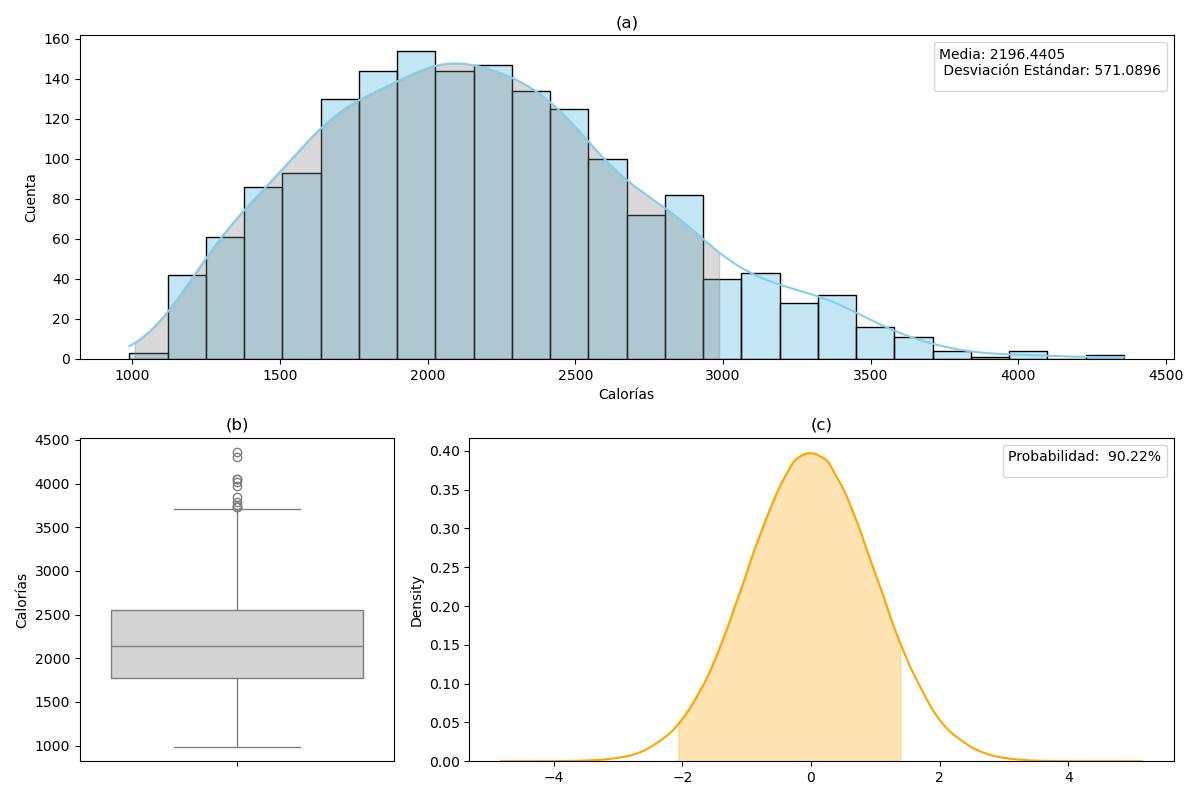 (a)
160
140
120
100
80
60
40
20
0
Cuenta
Media: 2196.4405
Desviación Estándar: 571.0896
1000 1500 2000 2500 3000 3500 4000 4500
Calorías
(b)
4500
4000
3500
3000
2500
2000
1500
1000
Calorías
(c)
0.40
0.35
0.30
0.25
0.20
0.15
0.10
0.05
0.00
Density
Probabilidad: 90.22%
−4 −2 0 2 4